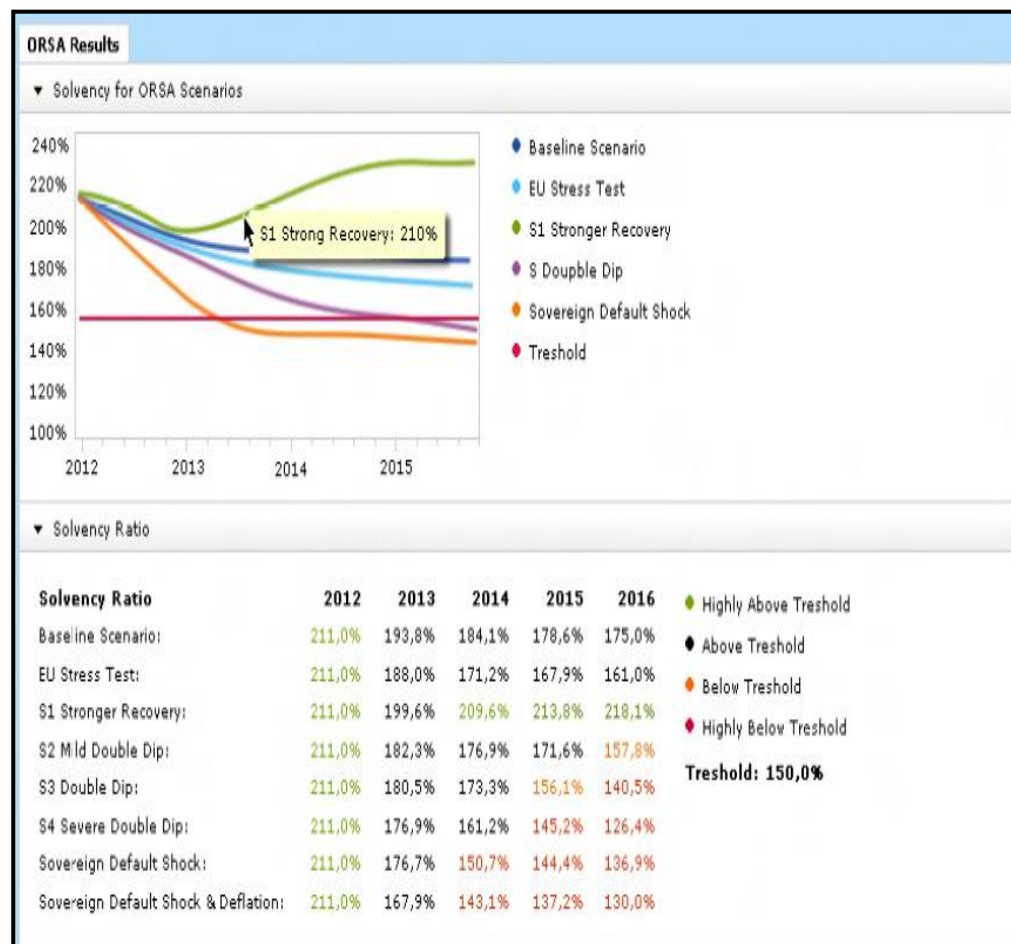 ORSA Results
▼ Solvency for ORSA Scenarios
240%
220%
200%
180%
160%
140%
120%
100%
2012 2013 2014 2015
S1 Strong Recovery: 210%
Baseline Scenario
EU Stress Test
S1 Stronger Recovery
S Doupble Dip
Sovereign Default Shock
Treshold
▼ Solvency Ratio
Solvency Ratio 2012 2013 2014 2015 2016
Baseline Scenario: 211,0% 193,8% 184,1% 178,6% 175,0%
EU Stress Test: 211,0% 188,0% 171,2% 167,9% 161,0%
S1 Stronger Recovery: 211,0% 199,6% 209,6% 213,8% 218,1%
S2 Mild Double Dip: 211,0% 182,3% 176,9% 171,6% 157,8%
S3 Double Dip: 211,0% 180,5% 173,3% 156,1% 140,5%
S4 Severe Double Dip: 211,0% 176,9% 161,2% 145,2% 126,4%
Sovereign Default Shock: 211,0% 176,7% 150,7% 144,4% 136,9%
Sovereign Default Shock & Deflation: 211,0% 167,9% 143,1% 137,2% 130,0%
Highly Above Treshold
Above Treshold
Below Treshold
Highly Below Treshold
Treshold: 150,0%